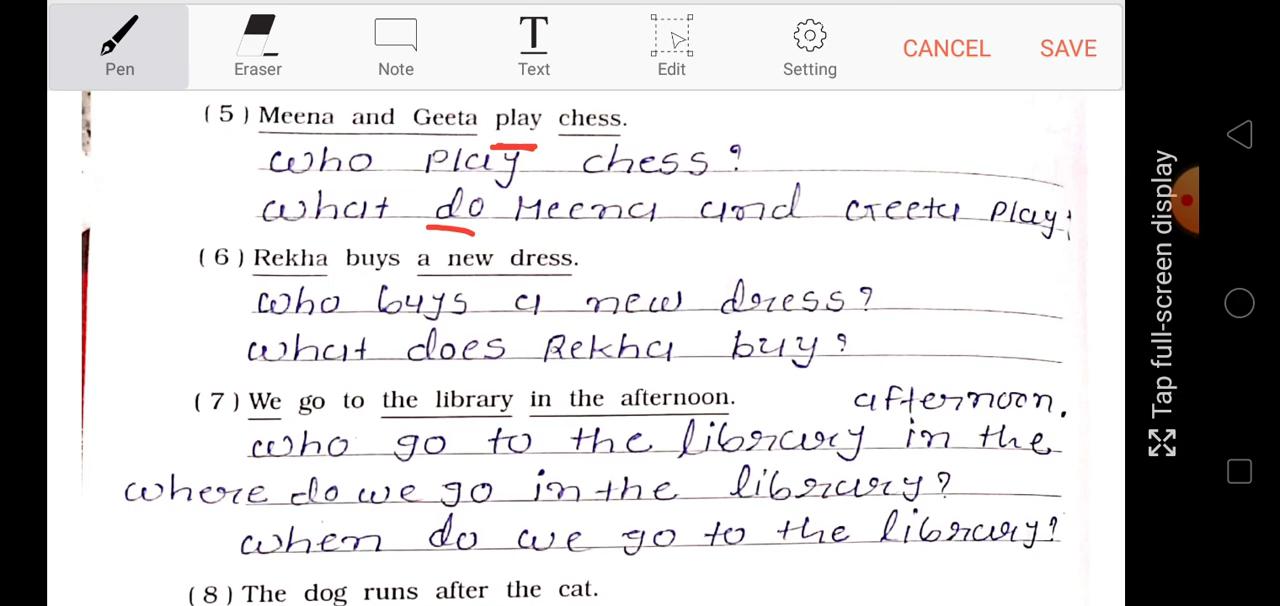 Pen Eraser Note Text Edit Setting CANCEL SAVE
(5) Meena and Geeta play chess.
who play chess?
what do Meena and Geeta play?
(6) Rekha buys a new dress.
who buys a new dress?
what does Rekha buy?
(7) We go to the library in the afternoon.
afternoon.
who go to the library in the
where do we go in the library?
when do we go to the library?
(8) The dog runs after the cat.
Tap full-screen display